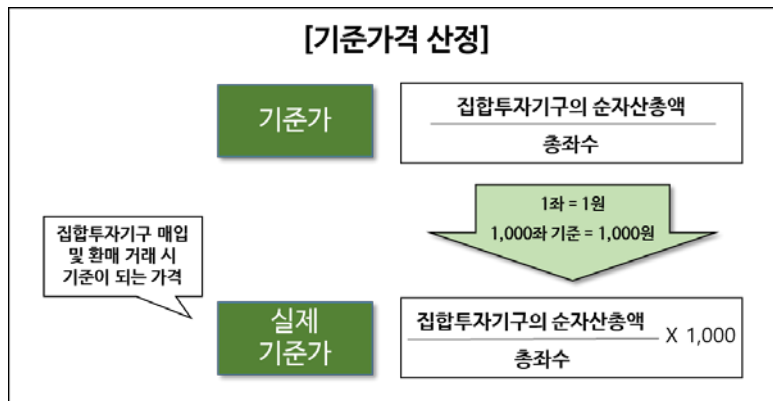 [기준가격 산정]
기준가
집합투자기구의 순자산총액
총좌수
1좌 = 1원
1,000좌 기준 = 1,000원
집합투자기구 매입
및 환매 거래 시
기준이 되는 가격
실제
기준가
집합투자기구의 순자산총액
총좌수
X 1,000